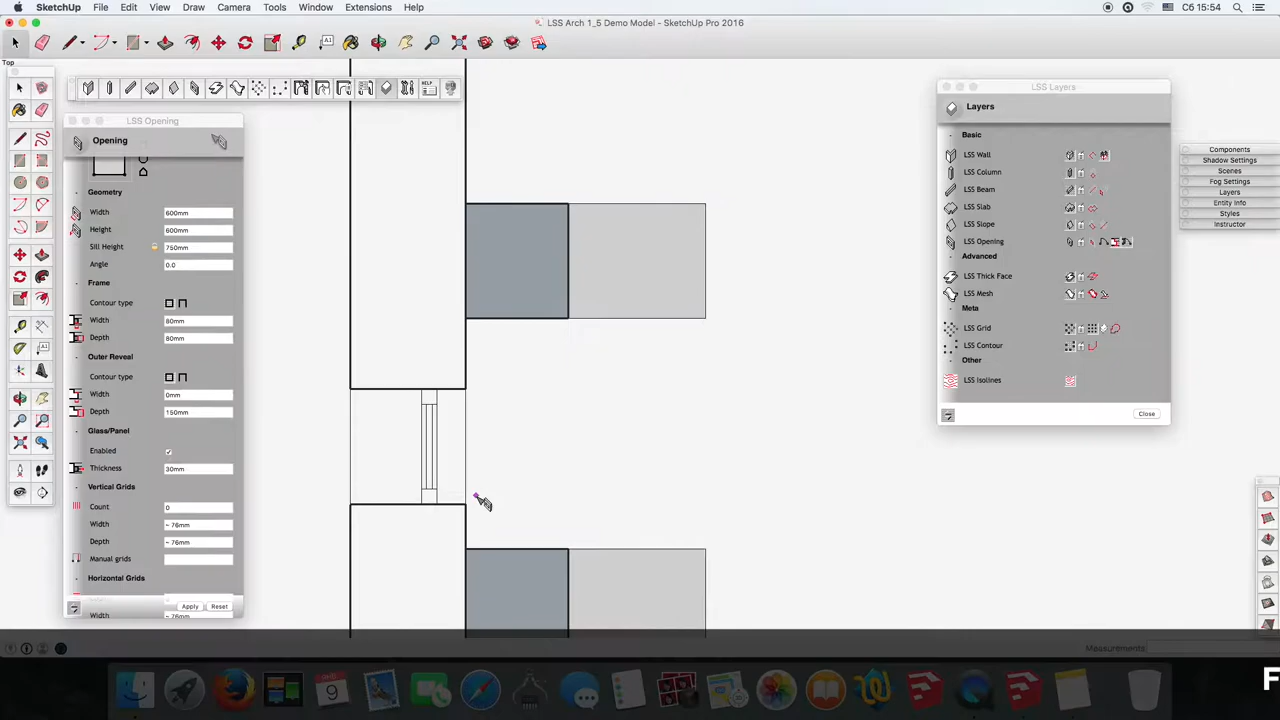 SketchUp File Edit View Draw Camera Tools Window Extensions Help Сб 15:54
LSS Arch 1_5 Demo Model - SketchUp Pro 2016
Top
LSS Opening
Opening
Geometry
Width 600mm
Height 600mm
Sill Height 750mm
Angle 0.0
Frame
Contour type
Width 80mm
Depth 80mm
Outer Reveal
Contour type
Width 0mm
Depth 150mm
Glass/Panel
Enabled
Thickness 30mm
Vertical Grids
Count 0
Width ~ 76mm
Depth ~ 76mm
Manual grids
Horizontal Grids
Width ~ 76mm
Apply Reset
HELP
LSS Layers
Layers
Basic
LSS Wall
LSS Column
LSS Beam
LSS Slab
LSS Slope
LSS Opening
Advanced
LSS Thick Face
LSS Mesh
Meta
LSS Grid
LSS Contour
Other
LSS Isolines
Close
Components
Shadow Settings
Scenes
Fog Settings
Layers
Entity Info
Styles
Instructor
Measurements
9
F